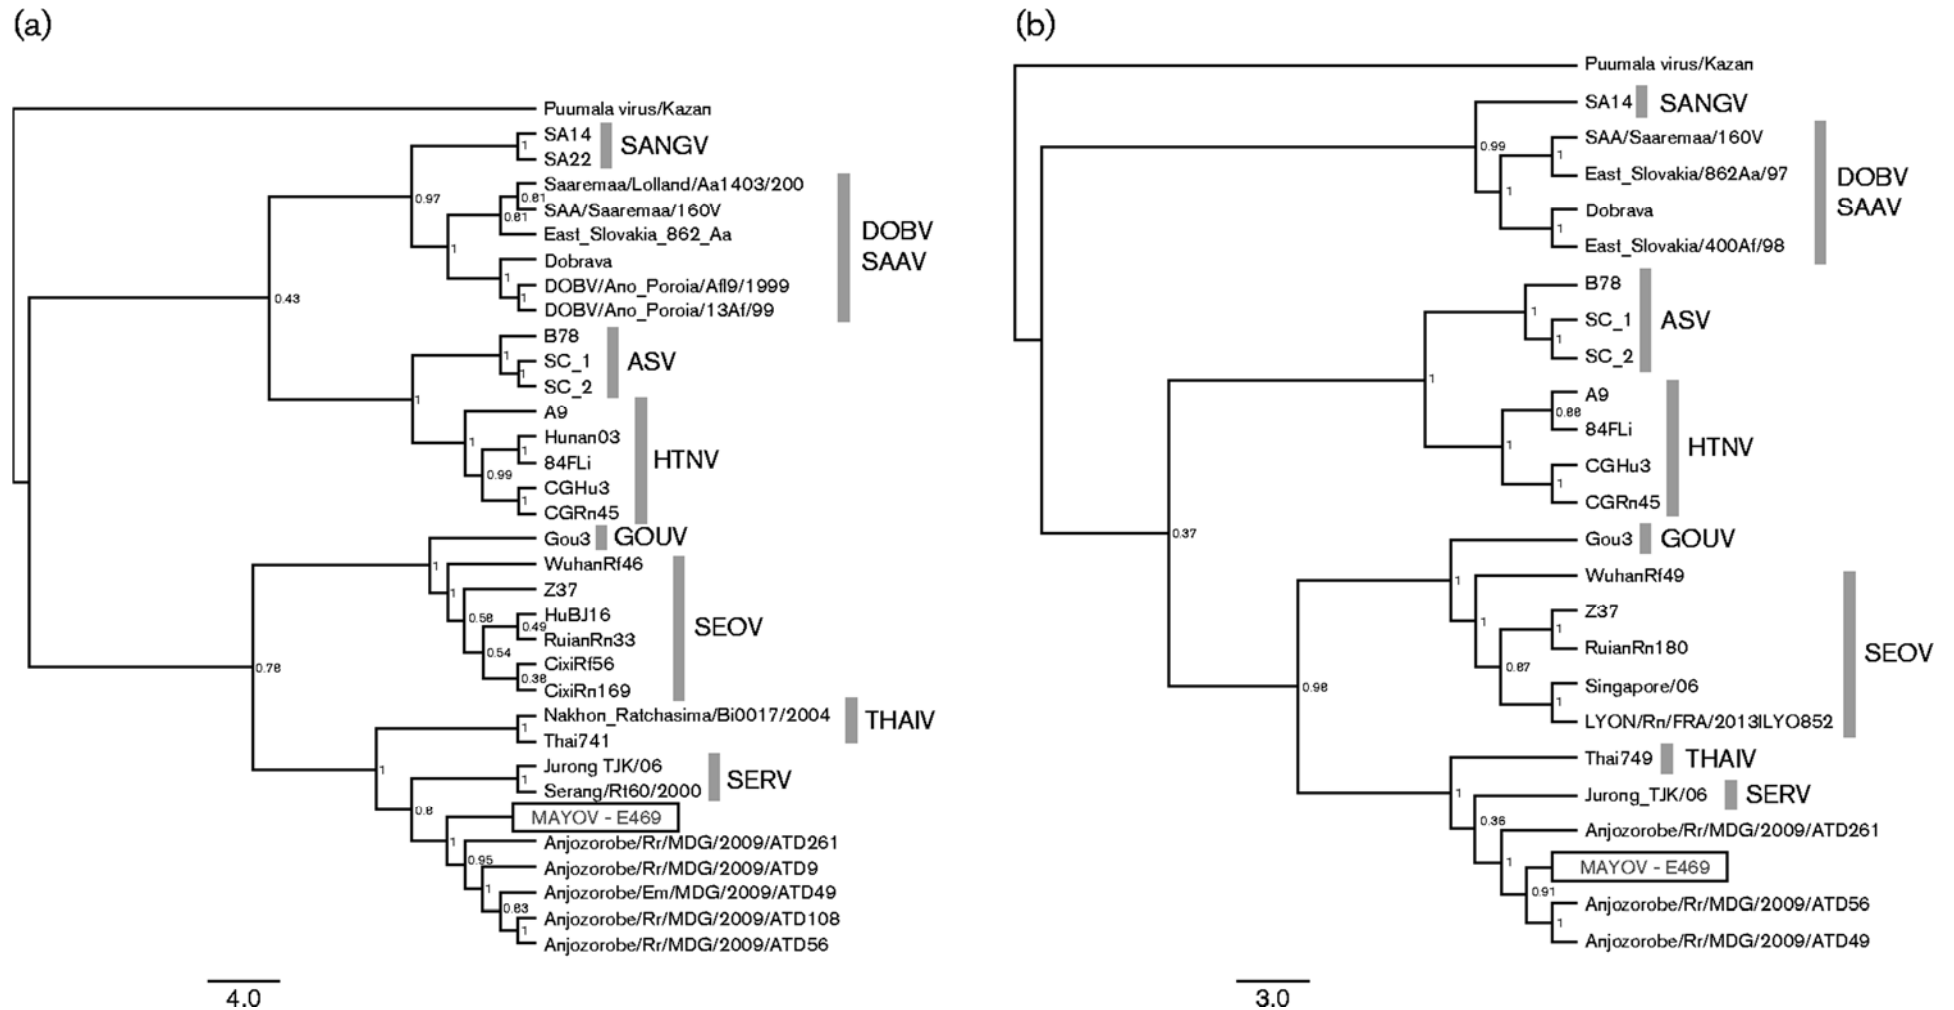 (a)
Puumala virus/Kazan
SA14
1
SA22
SANGV
0.97
Saaremaa/Lolland/Aa1403/200
0.81
SAA/Saaremaa/160V
0.81
East_Slovakia_862_Aa
1
Dobrava
1
DOBV/Ano_Poroia/Afl9/1999
1
DOBV/Ano_Poroia/13Af/99
DOBV
SAAV
0.43
B78
1
SC_1
1
SC_2
ASV
1
A9
1
Hunan03
1
84FLi
0.99
CGHu3
1
CGRn45
HTNV
Gou3
GOUV
1
WuhanRf46
1
Z37
0.58
HuBJ16
0.49
RuianRn33
0.54
CixiRf56
0.38
CixiRn169
SEOV
0.78
Nakhon_Ratchasima/Bi0017/2004
1
Thai741
THAIV
1
Jurong TJK/06
1
Serang/Rt60/2000
SERV
0.8
MAYOV - E469
1
Anjozorobe/Rr/MDG/2009/ATD261
0.95
Anjozorobe/Rr/MDG/2009/ATD9
1
Anjozorobe/Em/MDG/2009/ATD49
0.83
Anjozorobe/Rr/MDG/2009/ATD108
1
Anjozorobe/Rr/MDG/2009/ATD56
4.0
(b)
Puumala virus/Kazan
SA14
SANGV
0.99
SAA/Saaremaa/160V
1
East_Slovakia/862Aa/97
1
Dobrava
1
East_Slovakia/400Af/98
DOBV
SAAV
B78
1
SC_1
1
SC_2
ASV
1
A9
0.88
84FLi
1
CGHu3
1
CGRn45
HTNV
0.37
Gou3
GOUV
1
WuhanRf49
1
Z37
1
RuianRn180
0.87
Singapore/06
1
LYON/Rn/FRA/2013ILYO852
SEOV
0.98
Thai749
THAIV
1
Jurong_TJK/06
SERV
0.36
Anjozorobe/Rr/MDG/2009/ATD261
1
MAYOV - E469
0.91
Anjozorobe/Rr/MDG/2009/ATD56
1
Anjozorobe/Rr/MDG/2009/ATD49
3.0